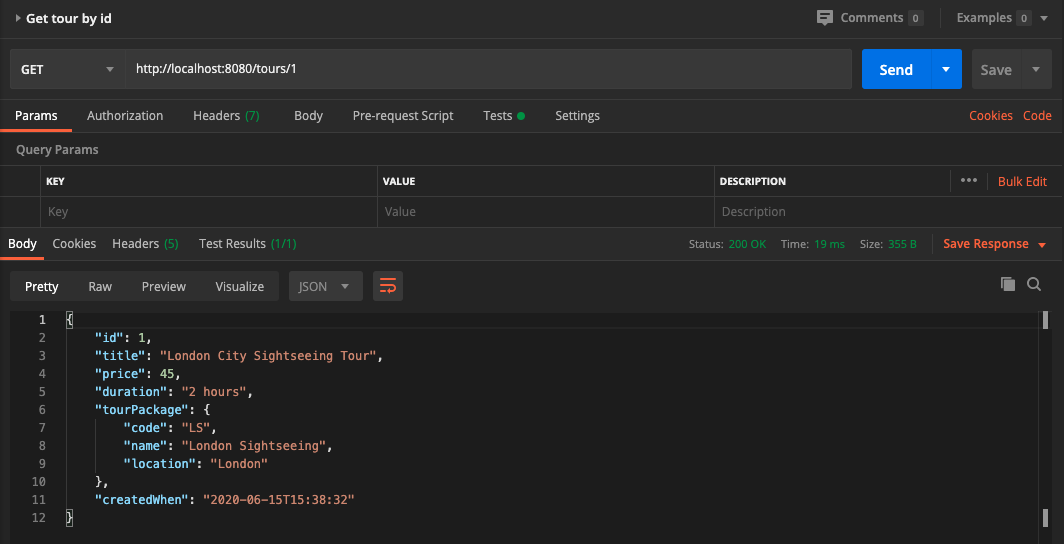 Get tour by id Comments 0 Examples 0
GET http://localhost:8080/tours/1 Send Save
Params Authorization Headers (7) Body Pre-request Script Tests Settings Cookies Code
Query Params
KEY VALUE DESCRIPTION ••• Bulk Edit
Key Value Description
Body Cookies Headers (5) Test Results (1/1) Status: 200 OK Time: 19 ms Size: 355 B Save Response
Pretty Raw Preview Visualize JSON
1 {
2 "id": 1,
3 "title": "London City Sightseeing Tour",
4 "price": 45,
5 "duration": "2 hours",
6 "tourPackage": {
7 "code": "LS",
8 "name": "London Sightseeing",
9 "location": "London"
10 },
11 "createdWhen": "2020-06-15T15:38:32"
12 }